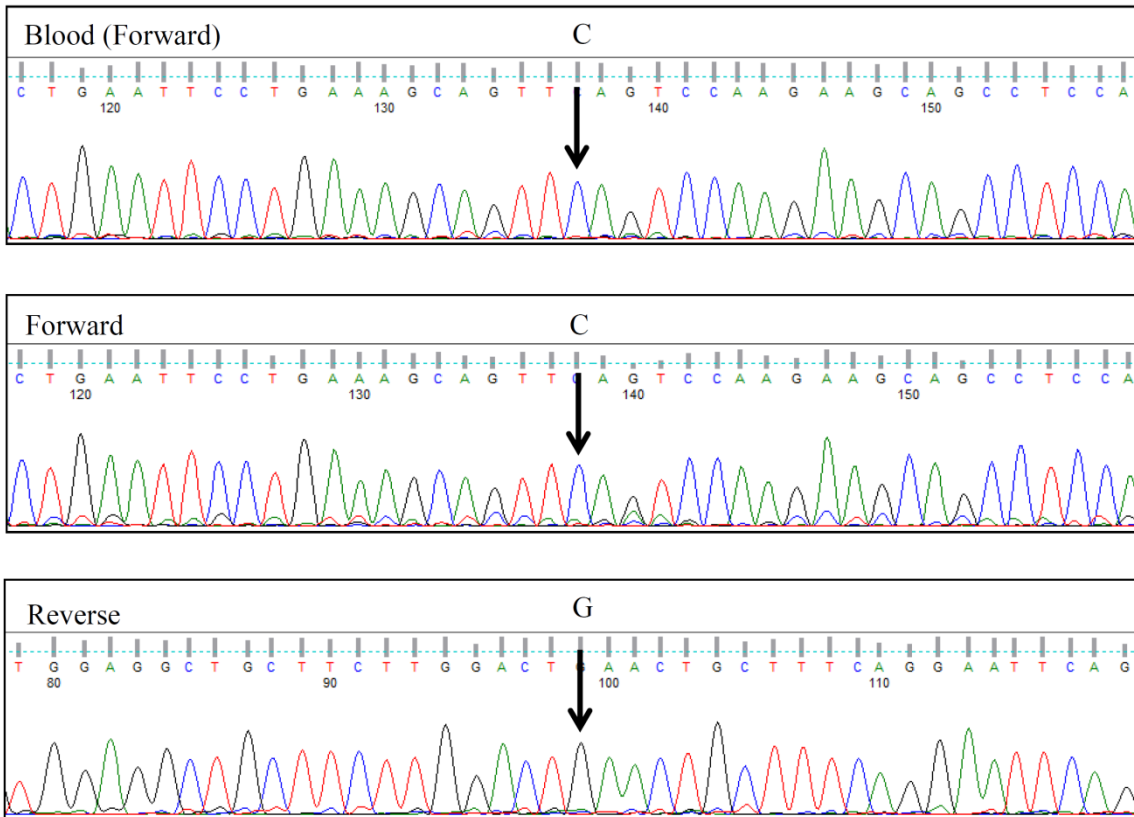 Blood (Forward) C
C T G A A T T C C T G A A A G C A G T T C A G T C C A A G A A G C A G C C T C C A
120 130 140 150
Forward C
C T G A A T T C C T G A A A G C A G T T C A G T C C A A G A A G C A G C C T C C A
120 130 140 150
Reverse G
T G G A G G C T G C T T C T T G G A C T G A A C T G C T T T C A G G A A T T C A G
80 90 100 110